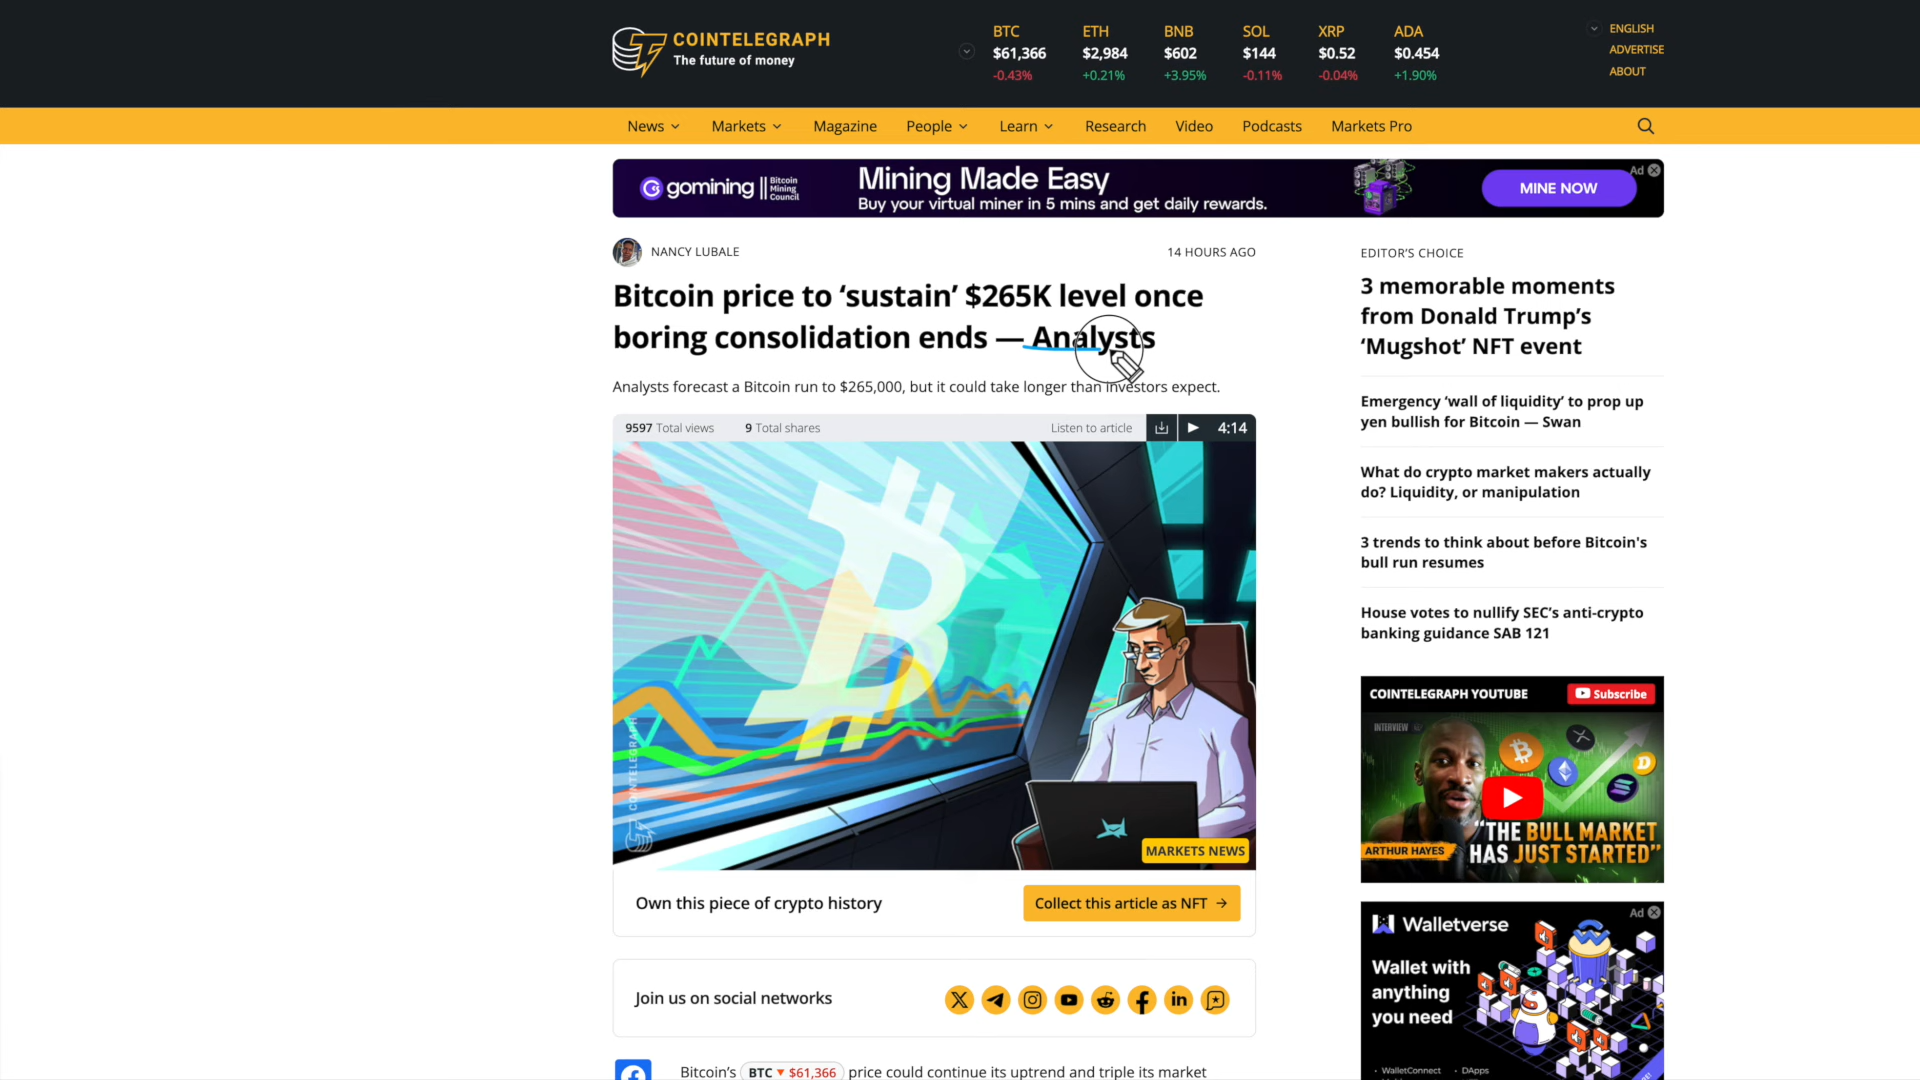 COINTELEGRAPH
The future of money
BTC ETH BNB SOL XRP ADA
$61,366 $2,984 $602 $144 $0.52 $0.454
-0.43% +0.21% +3.95% -0.11% -0.04% +1.90%
ENGLISH
ADVERTISE
ABOUT
News Markets Magazine People Learn Research Video Podcasts Markets Pro
gomining Bitcoin Mining Council
Mining Made Easy
Buy your virtual miner in 5 mins and get daily rewards.
MINE NOW
Ad
NANCY LUBALE 14 HOURS AGO
Bitcoin price to ‘sustain’ $265K level once
boring consolidation ends — Analysts
Analysts forecast a Bitcoin run to $265,000, but it could take longer than investors expect.
9597 Total views 9 Total shares Listen to article 4:14
COINTELEGRAPH
MARKETS NEWS
Own this piece of crypto history
Collect this article as NFT →
Join us on social networks
Bitcoin’s BTC ▼ $61,366 price could continue its uptrend and triple its market
EDITOR’S CHOICE
3 memorable moments
from Donald Trump’s
‘Mugshot’ NFT event
Emergency ‘wall of liquidity’ to prop up
yen bullish for Bitcoin — Swan
What do crypto market makers actually
do? Liquidity, or manipulation
3 trends to think about before Bitcoin's
bull run resumes
House votes to nullify SEC’s anti-crypto
banking guidance SAB 121
COINTELEGRAPH YOUTUBE
Subscribe
INTERVIEW
“THE BULL MARKET
HAS JUST STARTED”
ARTHUR HAYES
Ad
Walletverse
Wallet with
anything
you need
· WalletConnect · DApps